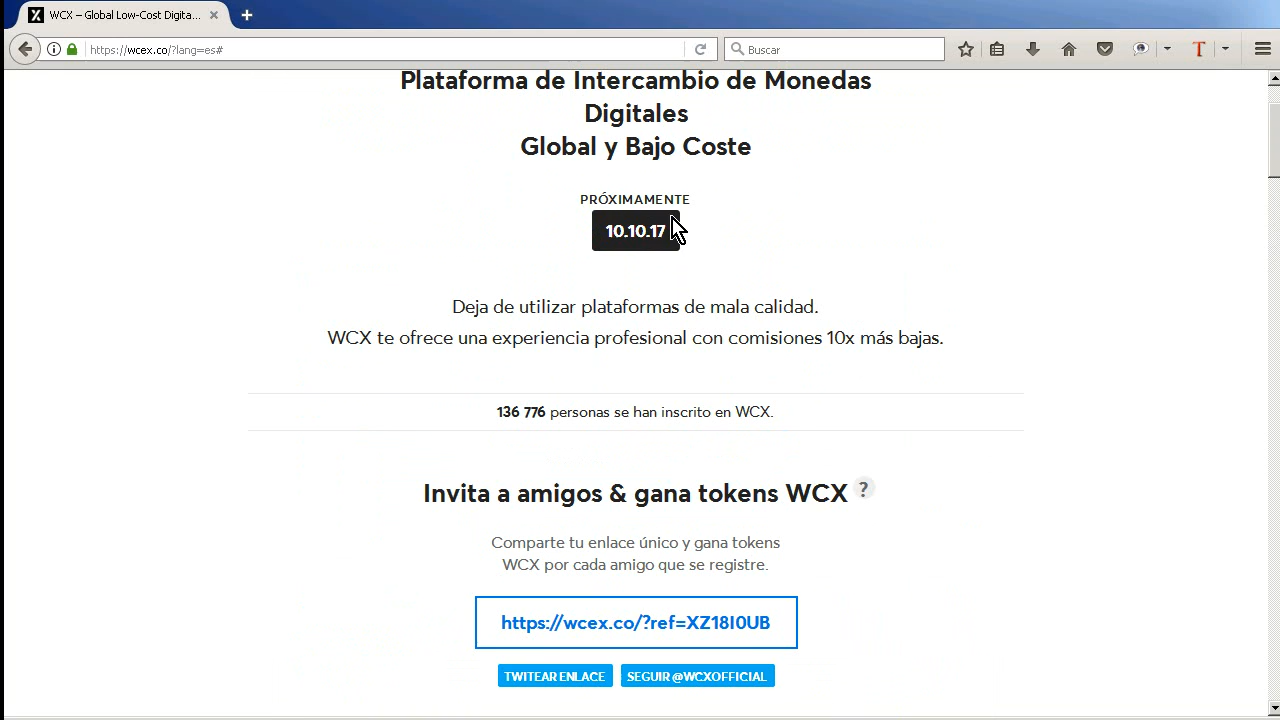 WCX – Global Low-Cost Digita...
https://wcex.co/?lang=es#
Buscar
Plataforma de Intercambio de Monedas
Digitales
Global y Bajo Coste
PRÓXIMAMENTE
10.10.17
Deja de utilizar plataformas de mala calidad.
WCX te ofrece una experiencia profesional con comisiones 10x más bajas.
136 776 personas se han inscrito en WCX.
Invita a amigos & gana tokens WCX ?
Comparte tu enlace único y gana tokens
WCX por cada amigo que se registre.
https://wcex.co/?ref=XZ18I0UB
TWITEAR ENLACE
SEGUIR @WCXOFFICIAL